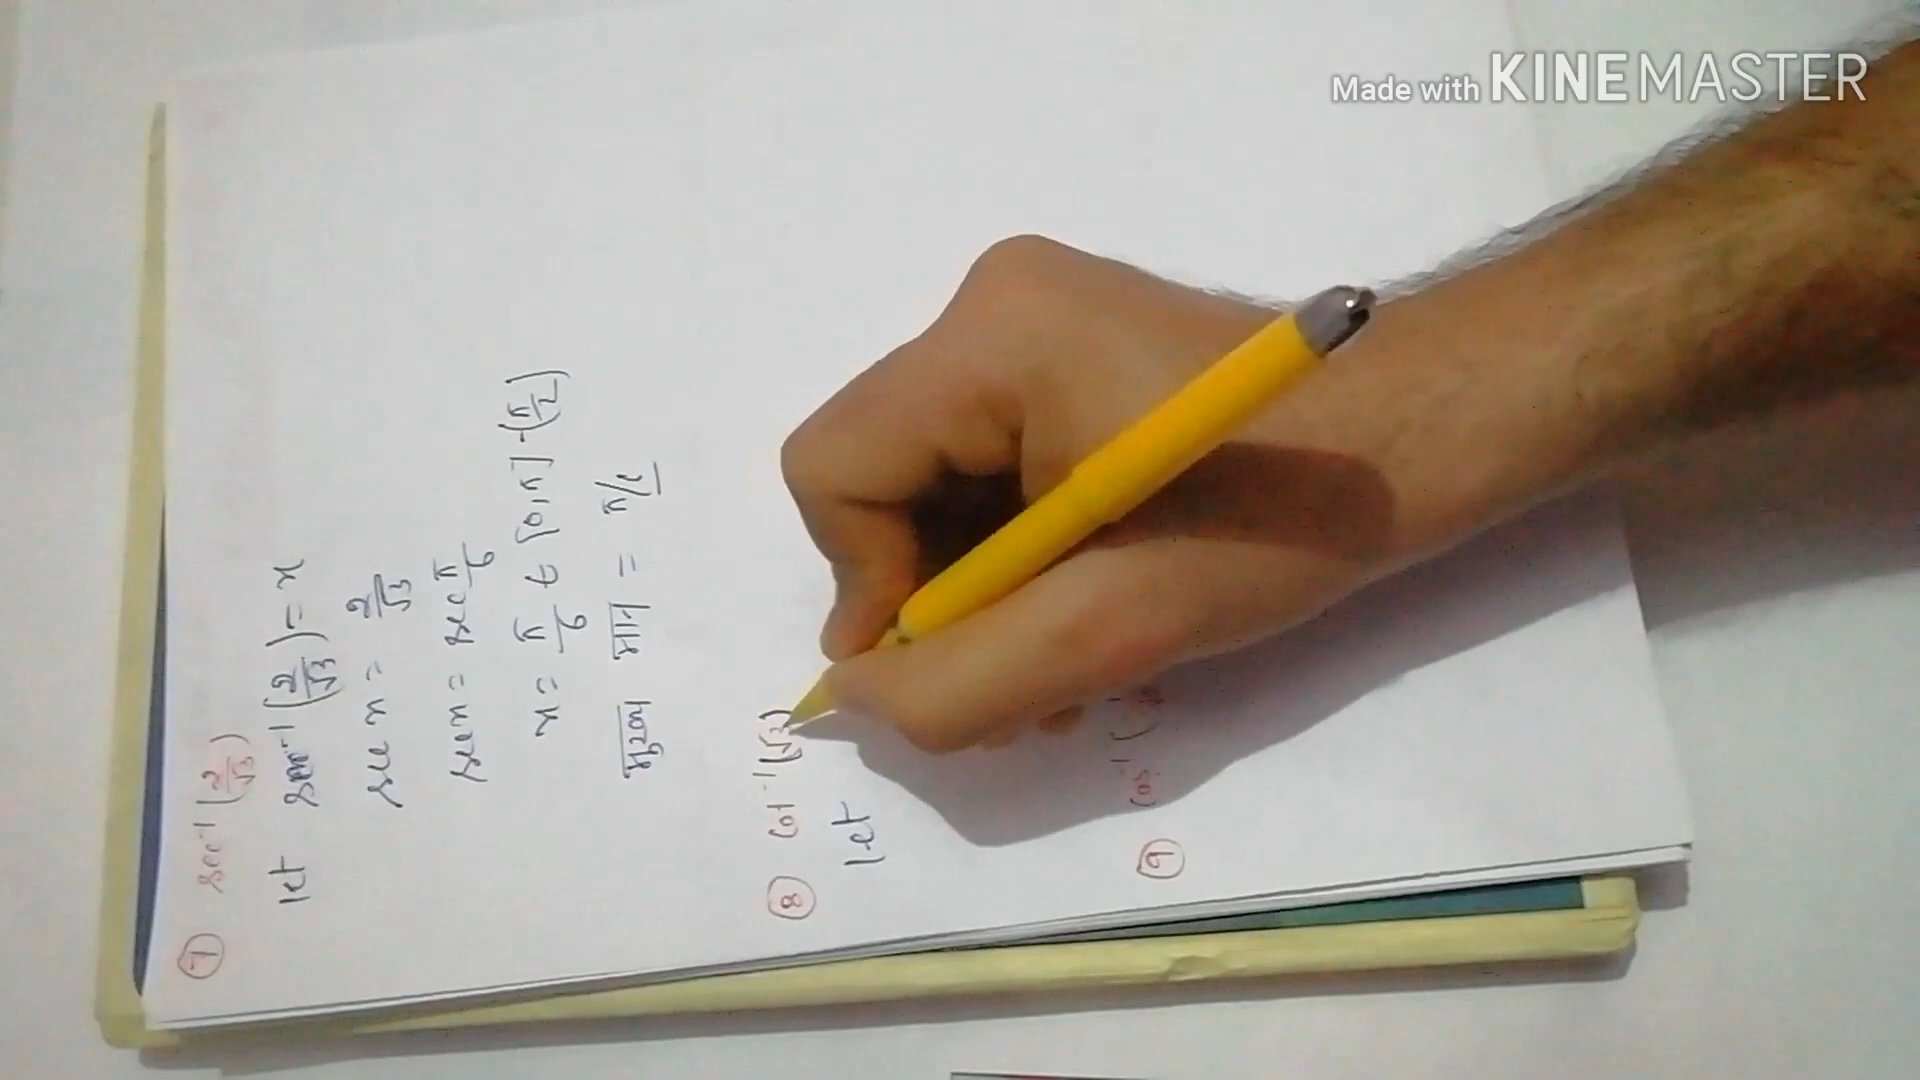 Made with KINEMASTER
⑦ sec⁻¹(2/√3)
let sec⁻¹(2/√3) = x
sec x = 2/√3
sec x = sec π/6
x = π/6 ∈ [0,π] - {π/2}
मुख्य मान = π/6
⑧ cot⁻¹(√3)
let
⑨ cos⁻¹(